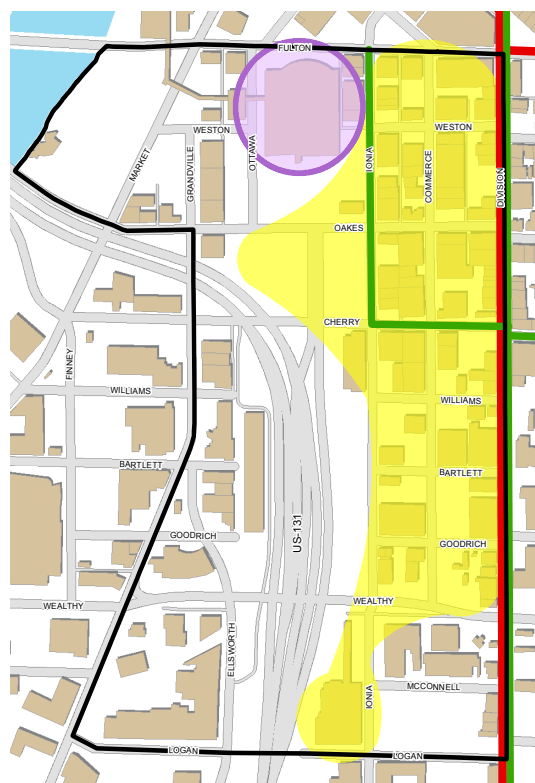 FULTON
WESTON
WESTON
MARKET
GRANDVILLE
OTTAWA
IONIA
COMMERCE
DIVISION
OAKES
CHERRY
FINNEY
WILLIAMS
WILLIAMS
BARTLETT
BARTLETT
US-131
GOODRICH
GOODRICH
WEALTHY
WEALTHY
ELLSWORTH
IONIA
MCCONNELL
LOGAN
LOGAN